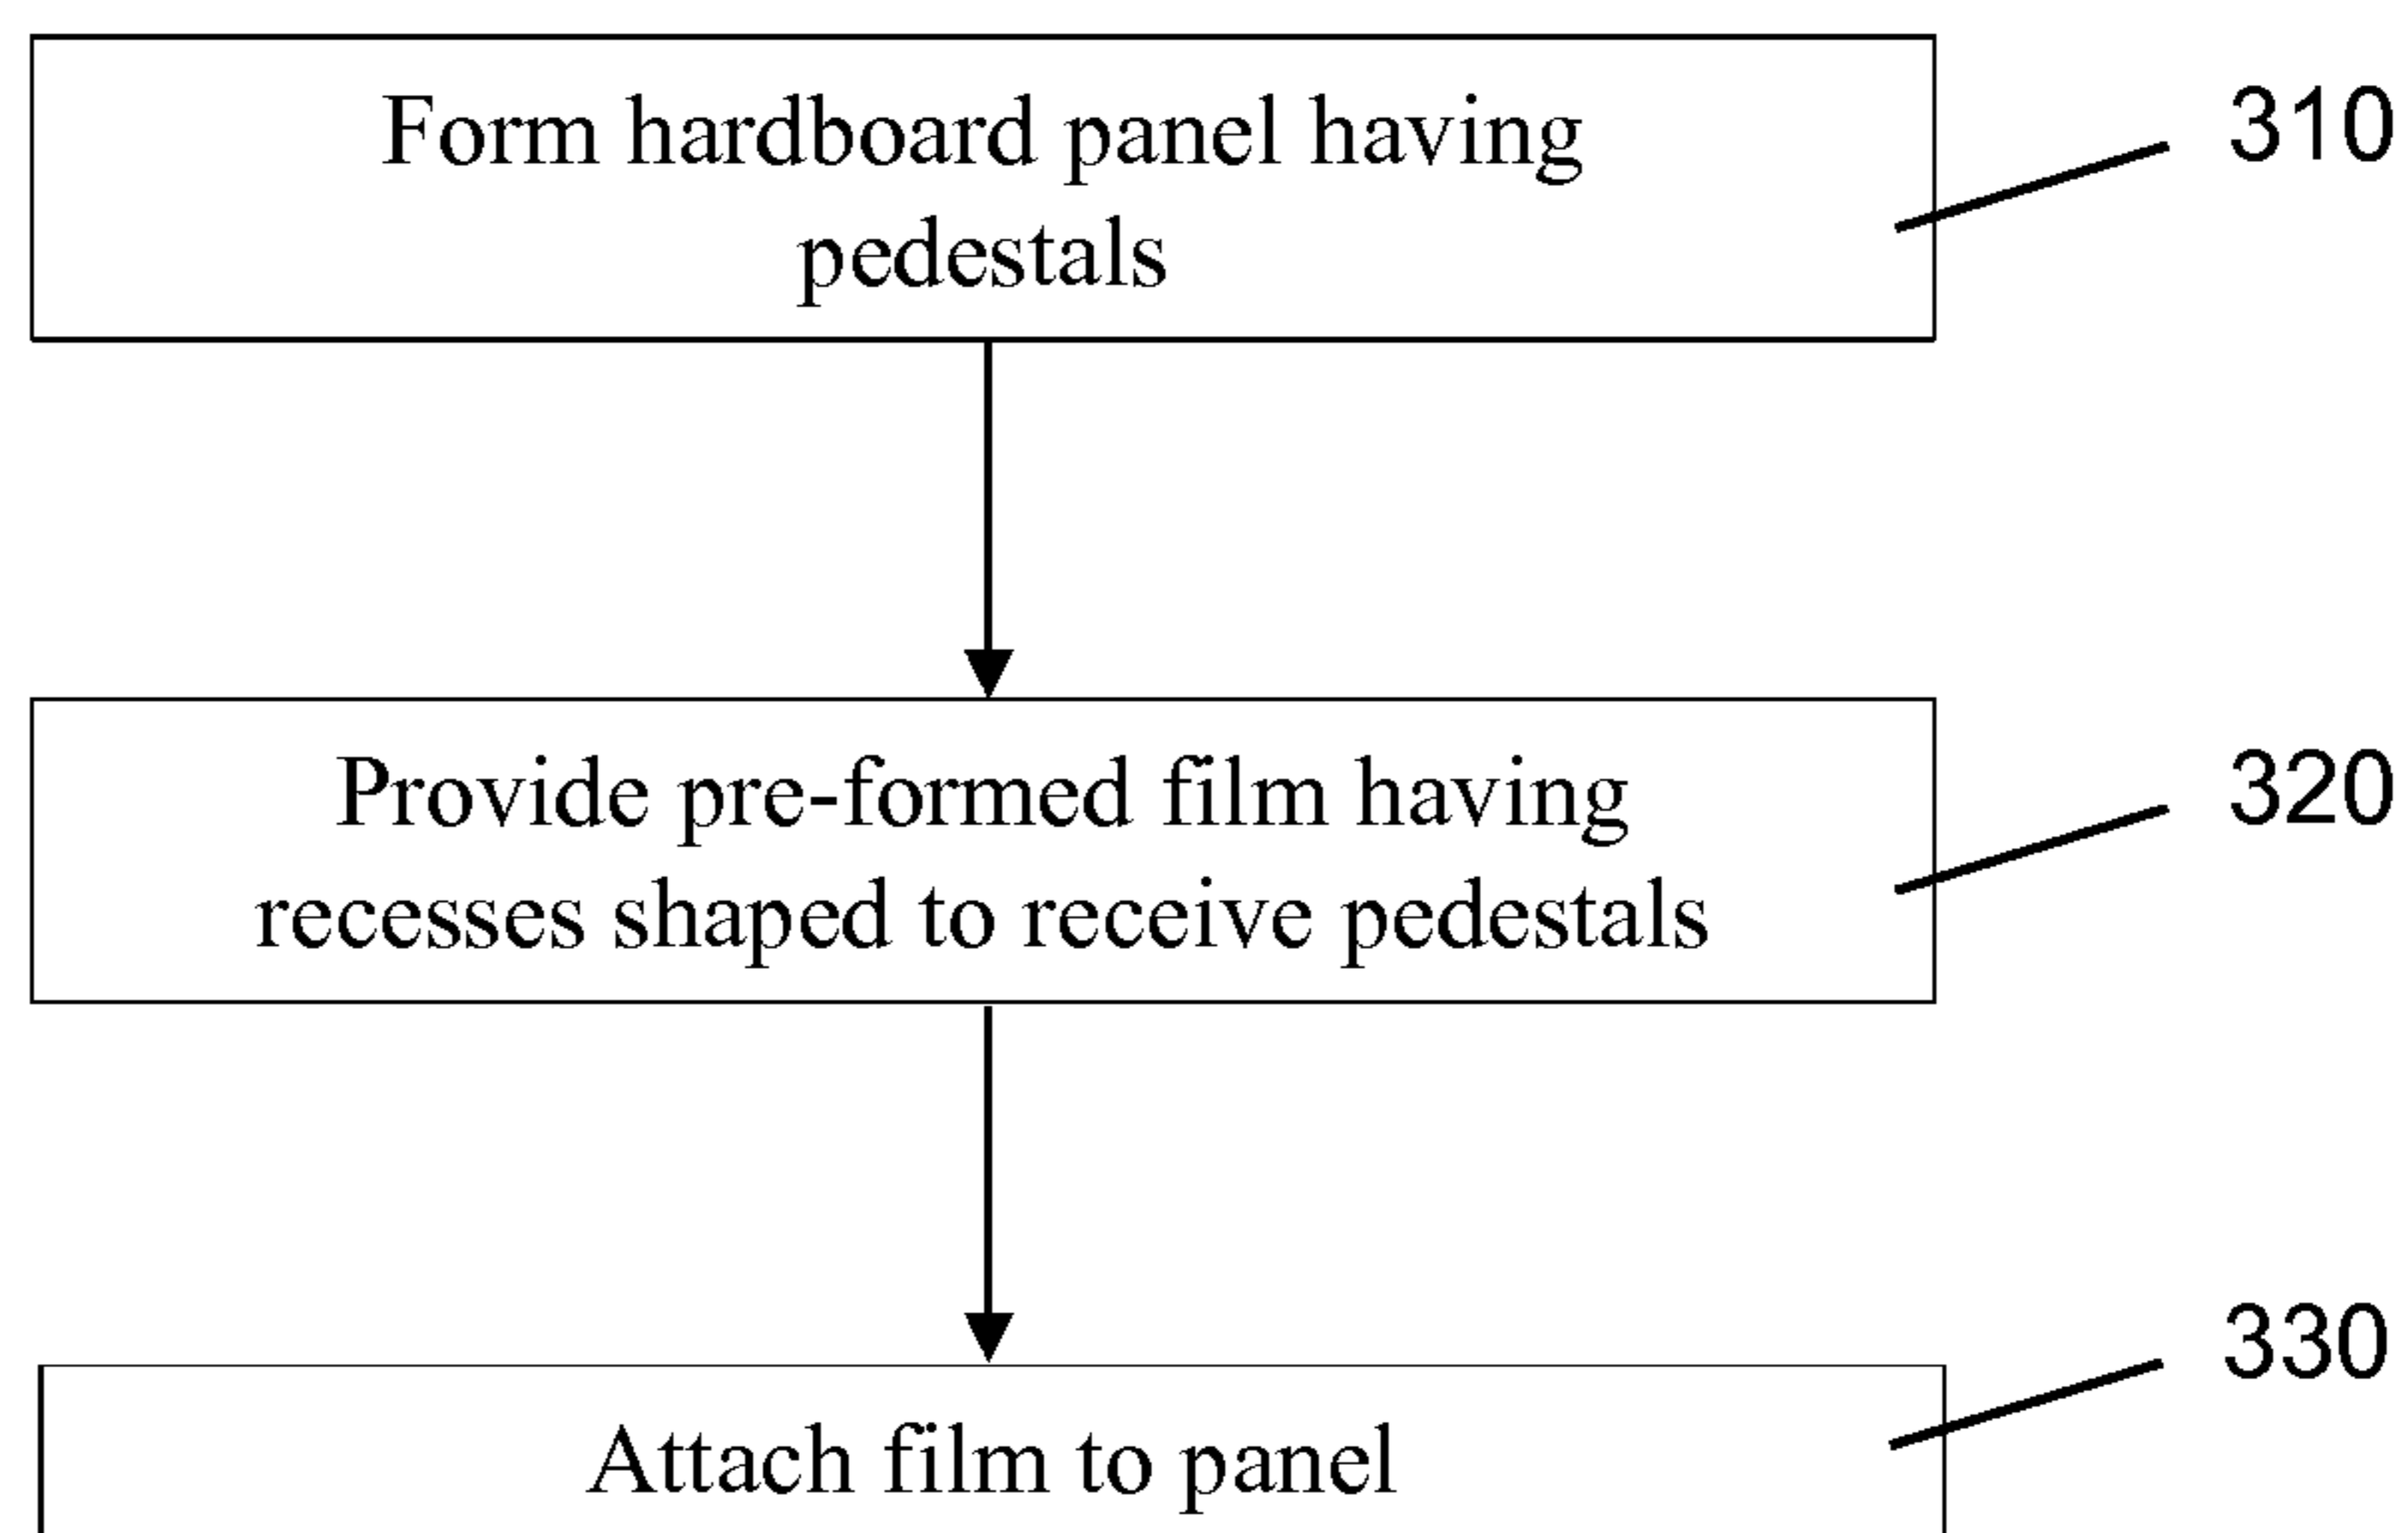 Form hardboard panel having
pedestals
310
Provide pre-formed film having
recesses shaped to receive pedestals
320
Attach film to panel
330